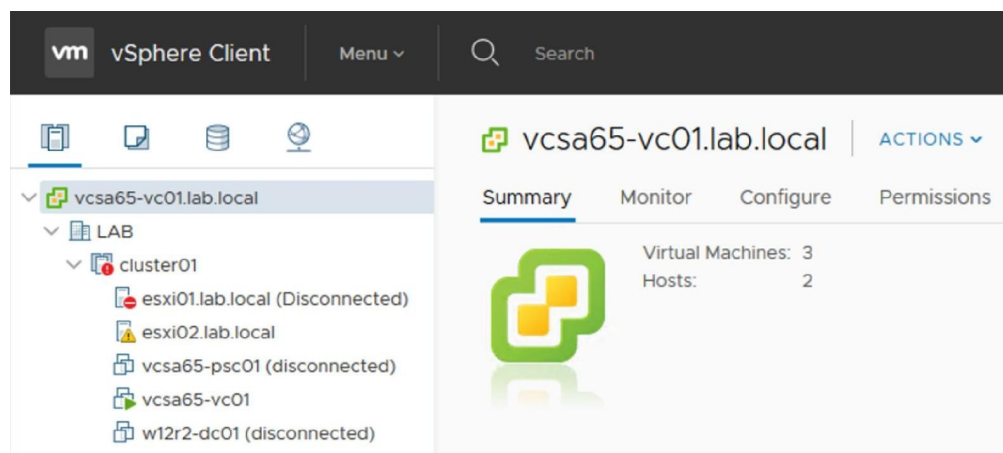 vm vSphere Client Menu Search
vcsa65-vc01.lab.local ACTIONS
Summary Monitor Configure Permissions
Virtual Machines: 3
Hosts: 2
vcsa65-vc01.lab.local
LAB
cluster01
esxi01.lab.local (Disconnected)
esxi02.lab.local
vcsa65-psc01 (disconnected)
vcsa65-vc01
w12r2-dc01 (disconnected)